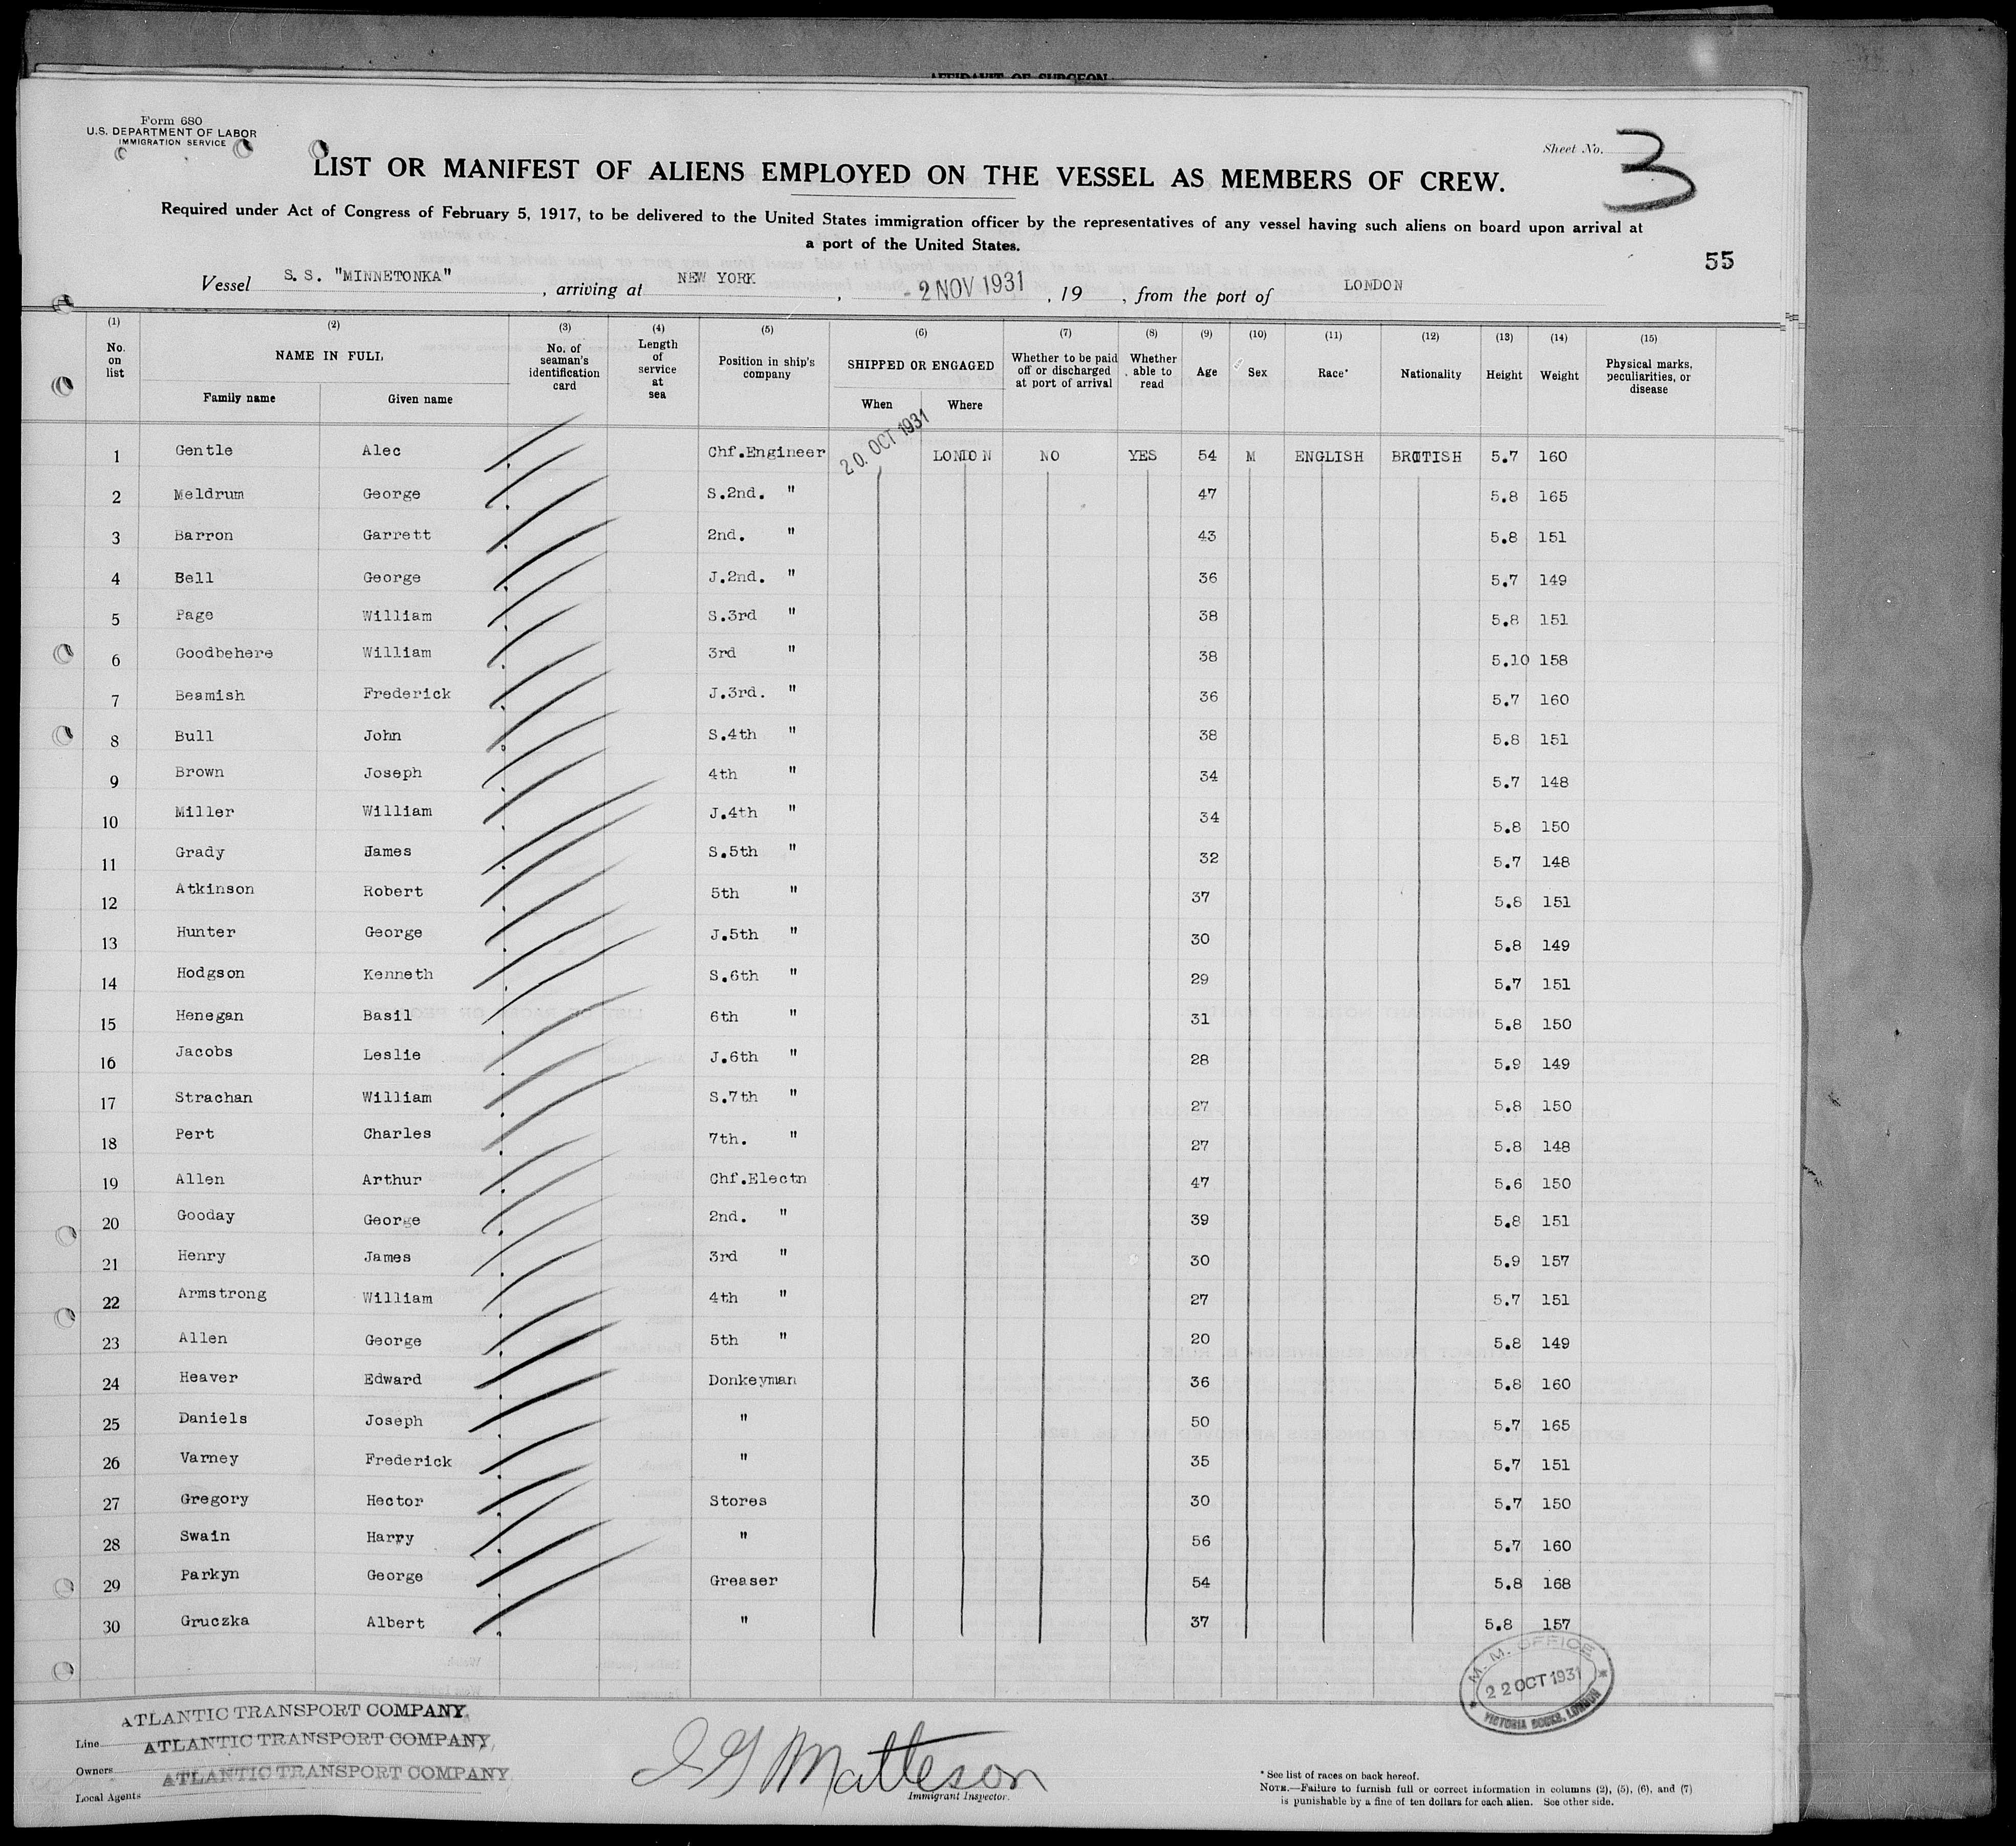 AFFIDAVIT OF SURGEON
Form 680
U.S. DEPARTMENT OF LABOR
IMMIGRATION SERVICE
Sheet No. 3
LIST OR MANIFEST OF ALIENS EMPLOYED ON THE VESSEL AS MEMBERS OF CREW.
Required under Act of Congress of February 5, 1917, to be delivered to the United States immigration officer by the representatives of any vessel having such aliens on board upon arrival at
a port of the United States.
55
Vessel S.S. "MINNETONKA", arriving at NEW YORK, - 2 NOV 1931, 19 , from the port of LONDON
(1) (2) (3) (4) (5) (6) (7) (8) (9) (10) (11) (12) (13) (14) (15)
No. on list NAME IN FULL No. of seaman's identification card Length of service at sea Position in ship's company SHIPPED OR ENGAGED Whether to be paid off or discharged at port of arrival Whether able to read Age Sex Race* Nationality Height Weight Physical marks, peculiarities, or disease
Family name Given name When Where
1 Gentle Alec Chf.Engineer 20. OCT 1931 LONDON NO YES 54 M ENGLISH BRITISH 5.7 160
2 Meldrum George S.2nd. " 47 5.8 165
3 Barron Garrett 2nd. " 43 5.8 151
4 Bell George J.2nd. " 36 5.7 149
5 Page William S.3rd " 38 5.8 151
6 Goodbehere William 3rd " 38 5.10 158
7 Beamish Frederick J.3rd. " 36 5.7 160
8 Bull John S.4th " 38 5.8 151
9 Brown Joseph 4th " 34 5.7 148
10 Miller William J.4th " 34 5.8 150
11 Grady James S.5th " 32 5.7 148
12 Atkinson Robert 5th " 37 5.8 151
13 Hunter George J.5th " 30 5.8 149
14 Hodgson Kenneth S.6th " 29 5.7 151
15 Henegan Basil 6th " 31 5.8 150
16 Jacobs Leslie J.6th " 28 5.9 149
17 Strachan William S.7th " 27 5.8 150
18 Pert Charles 7th. " 27 5.8 148
19 Allen Arthur Chf.Electn 47 5.6 150
20 Gooday George 2nd. " 39 5.8 151
21 Henry James 3rd " 30 5.9 157
22 Armstrong William 4th " 27 5.7 151
23 Allen George 5th " 20 5.8 149
24 Heaver Edward Donkeyman 36 5.8 160
25 Daniels Joseph " 50 5.7 165
26 Varney Frederick " 35 5.7 151
27 Gregory Hector Stores 30 5.7 150
28 Swain Harry " 56 5.7 160
29 Parkyn George Greaser 54 5.8 168
30 Gruczka Albert " 37 5.8 157
M. M. OFFICE
22 OCT 1931
VICTORIA DOCKS, LONDON
ATLANTIC TRANSPORT COMPANY,
Line ATLANTIC TRANSPORT COMPANY,
Owners ATLANTIC TRANSPORT COMPANY
Local Agents
J G Matteson
Immigrant Inspector.
* See list of races on back hereof.
NOTE.—Failure to furnish full or correct information in columns (2), (5), (6), and (7)
is punishable by a fine of ten dollars for each alien. See other side.